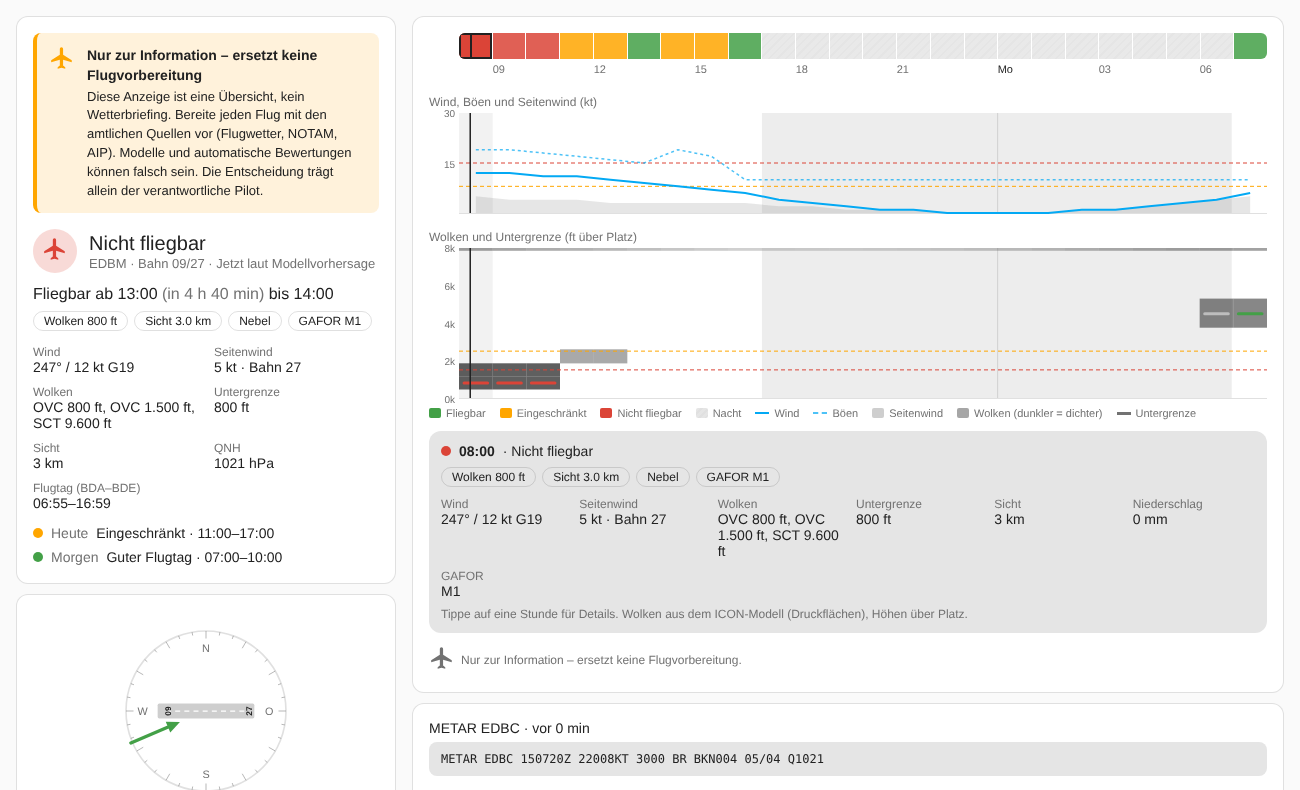 Nur zur Information – ersetzt keine
Flugvorbereitung
Diese Anzeige ist eine Übersicht, kein
Wetterbriefing. Bereite jeden Flug mit den
amtlichen Quellen vor (Flugwetter, NOTAM,
AIP). Modelle und automatische Bewertungen
können falsch sein. Die Entscheidung trägt
allein der verantwortliche Pilot.
Nicht fliegbar
EDBM · Bahn 09/27 · Jetzt laut Modellvorhersage
Fliegbar ab 13:00 (in 4 h 40 min) bis 14:00
Wolken 800 ft Sicht 3.0 km Nebel GAFOR M1
Wind Seitenwind
247° / 12 kt G19 5 kt · Bahn 27
Wolken Untergrenze
OVC 800 ft, OVC 1.500 ft, 800 ft
SCT 9.600 ft
Sicht QNH
3 km 1021 hPa
Flugtag (BDA–BDE)
06:55–16:59
Heute Eingeschränkt · 11:00–17:00
Morgen Guter Flugtag · 07:00–10:00
N
W 09 27 O
S
09 12 15 18 21 Mo 03 06
Wind, Böen und Seitenwind (kt)
30
15
Wolken und Untergrenze (ft über Platz)
8k
6k
4k
2k
0k
Fliegbar Eingeschränkt Nicht fliegbar Nacht Wind Böen Seitenwind Wolken (dunkler = dichter) Untergrenze
08:00 · Nicht fliegbar
Wolken 800 ft Sicht 3.0 km Nebel GAFOR M1
Wind Seitenwind Wolken Untergrenze Sicht Niederschlag
247° / 12 kt G19 5 kt · Bahn 27 OVC 800 ft, OVC 800 ft 3 km 0 mm
1.500 ft, SCT 9.600
ft
GAFOR
M1
Tippe auf eine Stunde für Details. Wolken aus dem ICON-Modell (Druckflächen), Höhen über Platz.
Nur zur Information – ersetzt keine Flugvorbereitung.
METAR EDBC · vor 0 min
METAR EDBC 150720Z 22008KT 3000 BR BKN004 05/04 Q1021